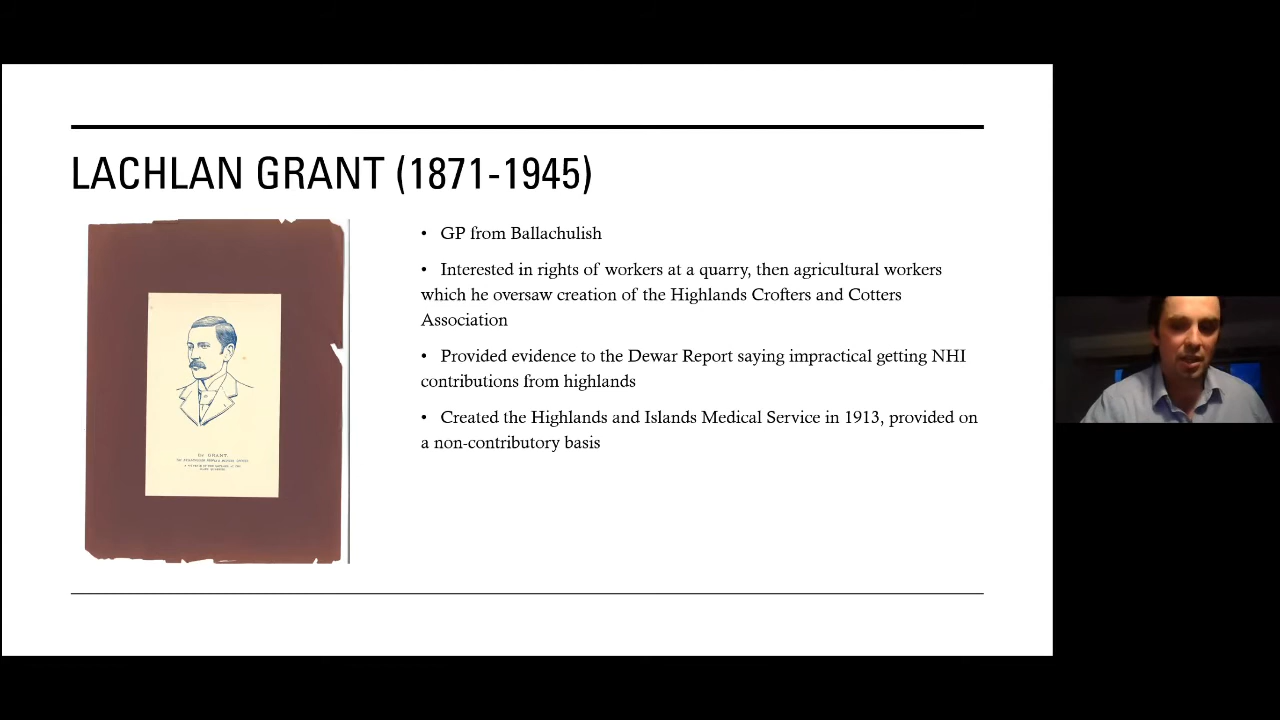 LACHLAN GRANT (1871-1945)
• GP from Ballachulish
• Interested in rights of workers at a quarry, then agricultural workers
which he oversaw creation of the Highlands Crofters and Cotters
Association
• Provided evidence to the Dewar Report saying impractical getting NHI
contributions from highlands
• Created the Highlands and Islands Medical Service in 1913, provided on
a non-contributory basis
GRANT.